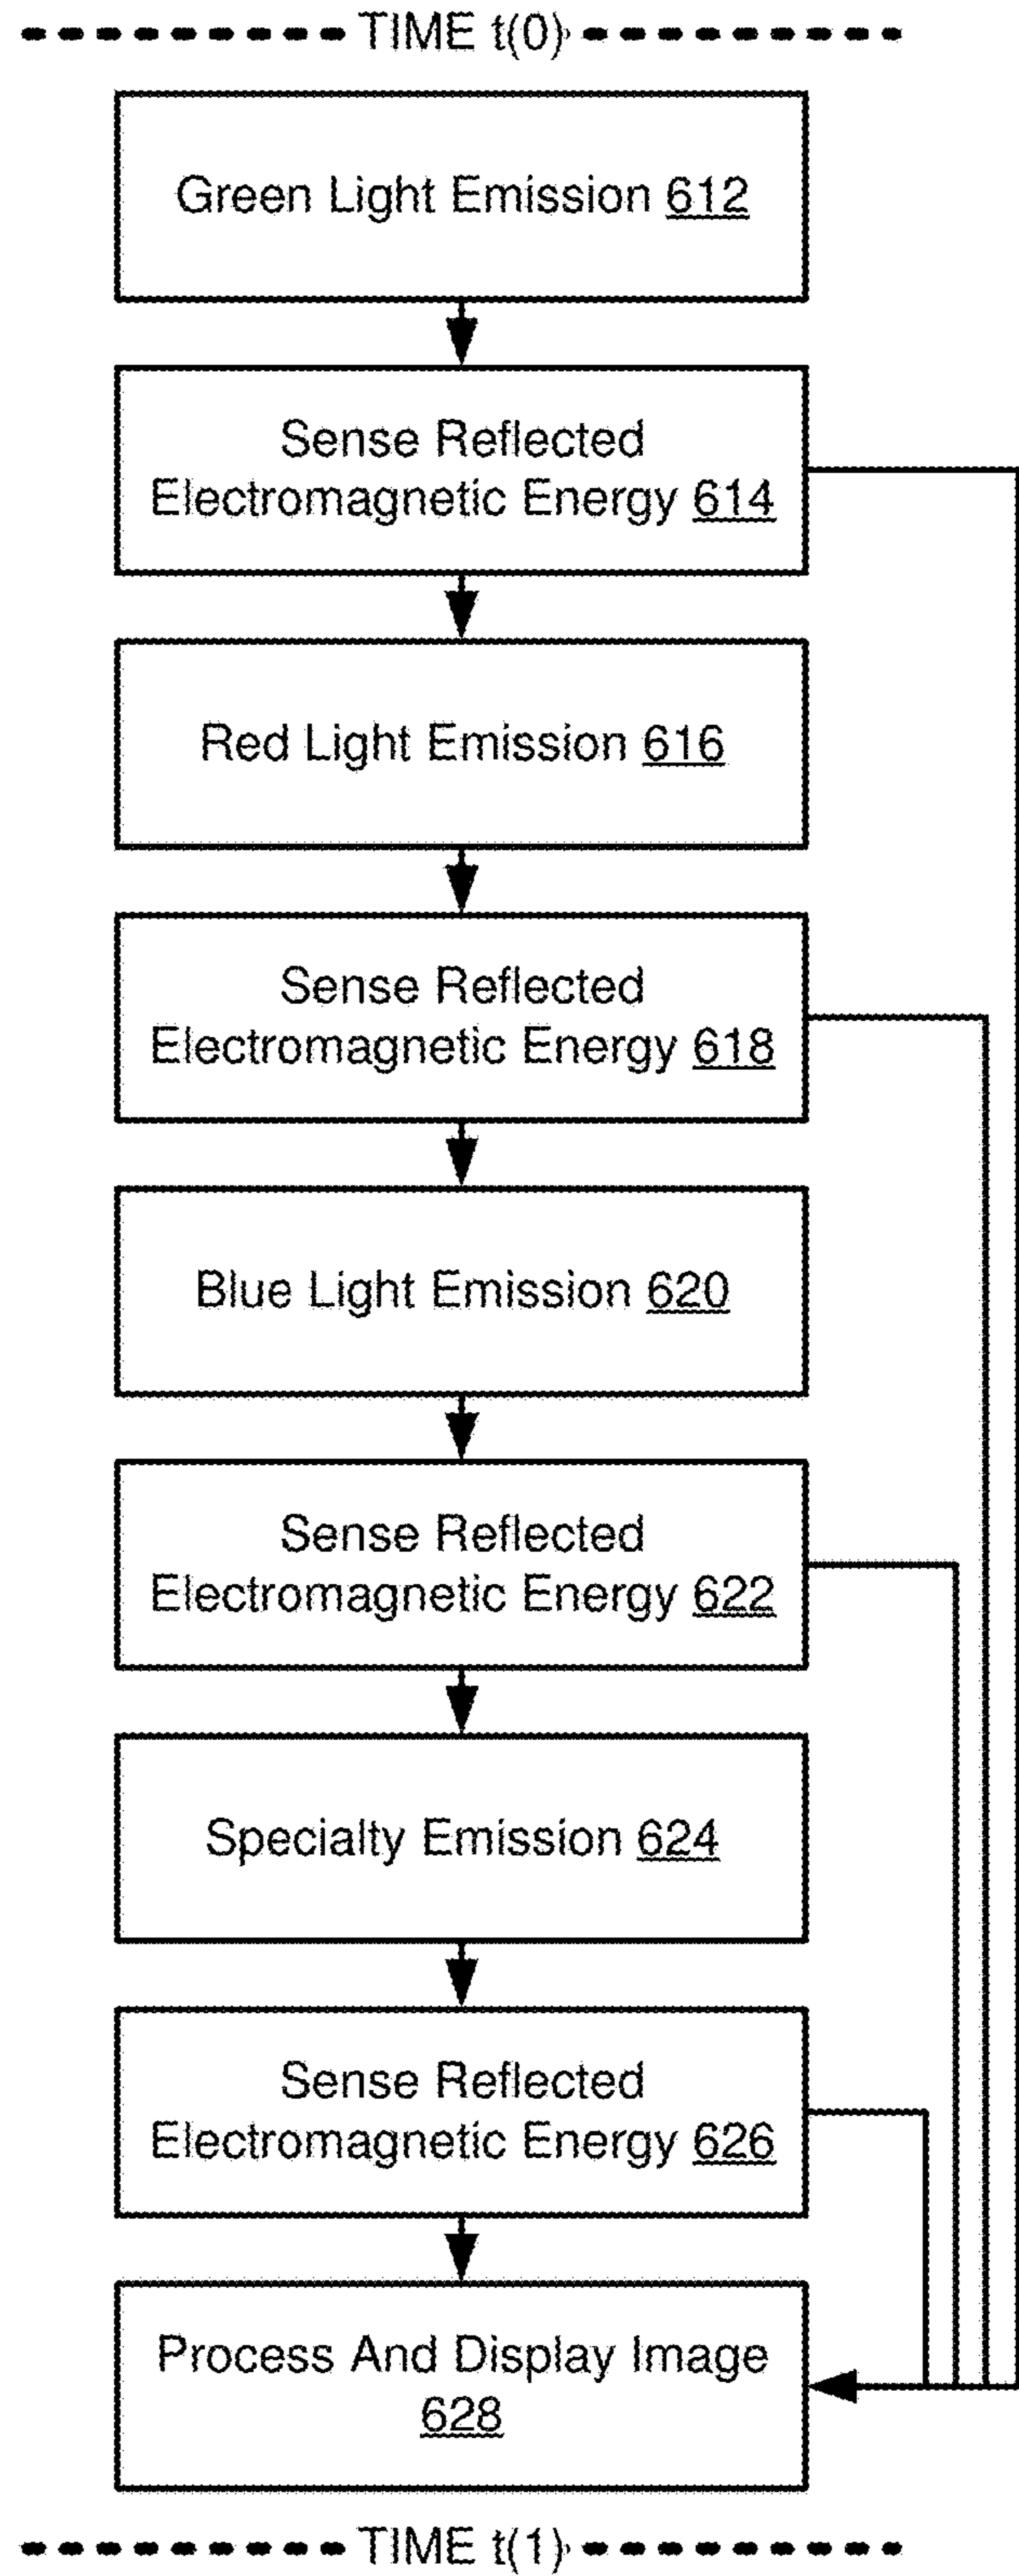 TIME t(0)
Green Light Emission 612
Sense Reflected
Electromagnetic Energy 614
Red Light Emission 616
Sense Reflected
Electromagnetic Energy 618
Blue Light Emission 620
Sense Reflected
Electromagnetic Energy 622
Specialty Emission 624
Sense Reflected
Electromagnetic Energy 626
Process And Display Image
628
TIME t(1)